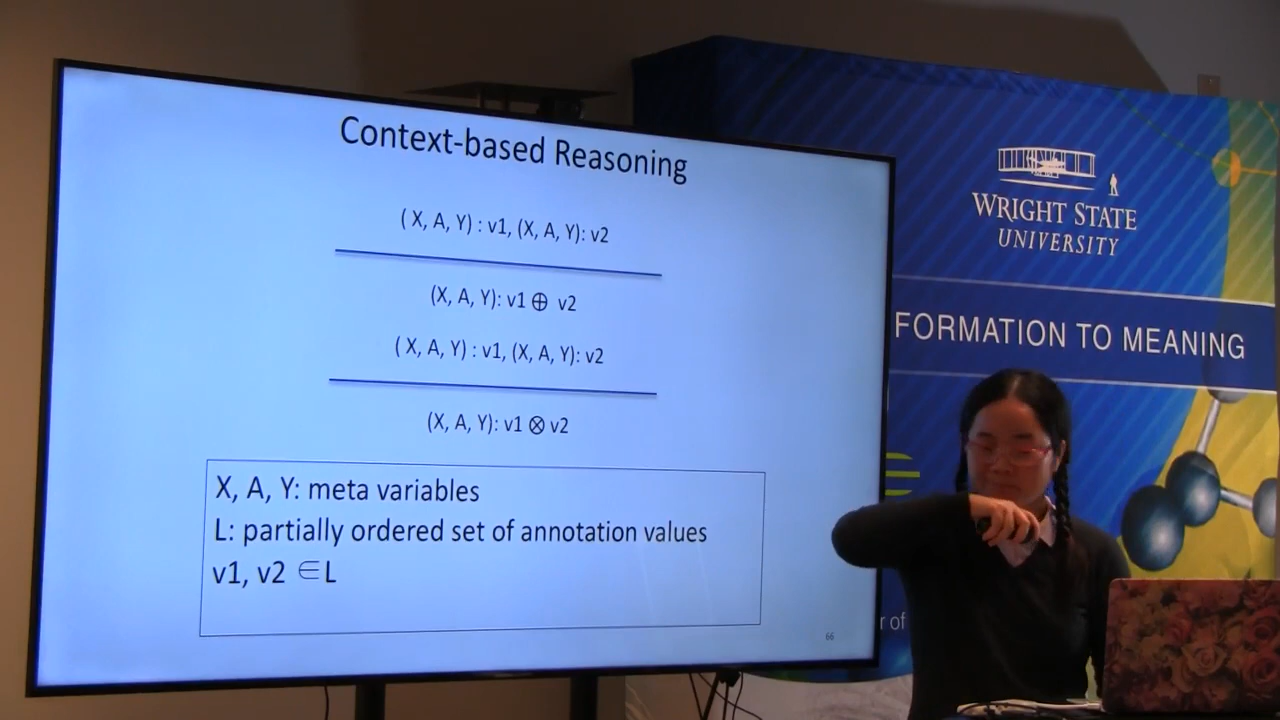 Context-based Reasoning
( X, A, Y) : v1, (X, A, Y): v2
(X, A, Y): v1 ⊕ v2
( X, A, Y) : v1, (X, A, Y): v2
(X, A, Y): v1 ⊗ v2
X, A, Y: meta variables
L: partially ordered set of annotation values
v1, v2 ∈L
66
WRIGHT STATE
UNIVERSITY
FORMATION TO MEANING
r of